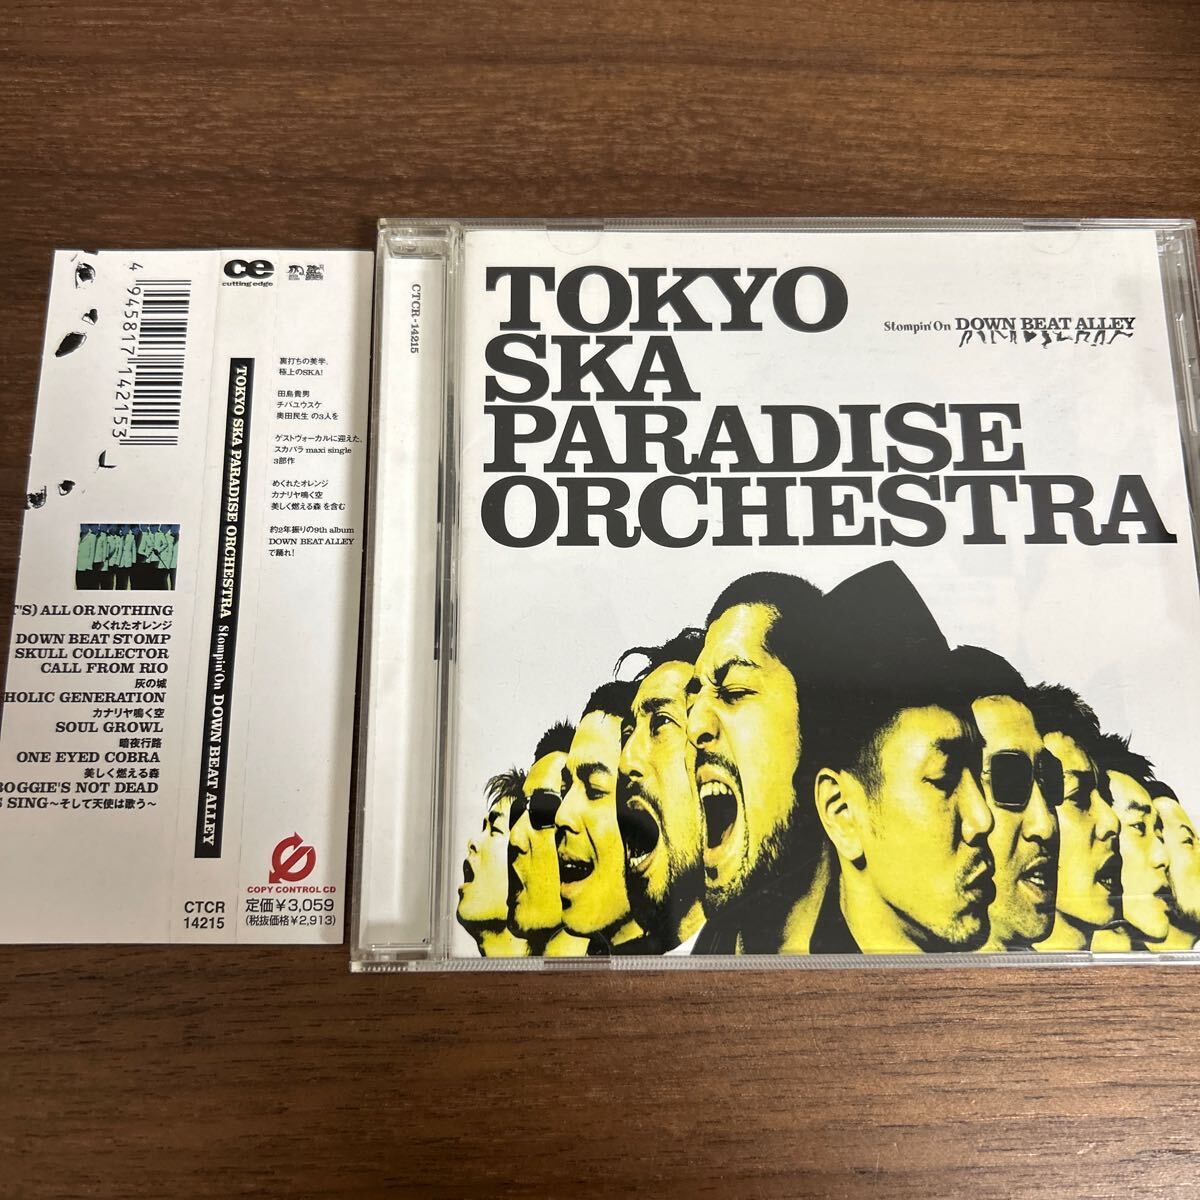 4945817142153
T'S) ALL OR NOTHING
めくれたオレンジ
DOWN BEAT STOMP
SKULL COLLECTOR
CALL FROM RIO
灰の城
HOLIC GENERATION
カナリヤ鳴く空
SOUL GROWL
暗夜行路
ONE EYED COBRA
美しく燃える森
BOGGIE'S NOT DEAD
S SING〜そして天使は歌う〜
CTCR
14215
TOKYO SKA PARADISE ORCHESTRA Stompin' On DOWN BEAT ALLEY
ce
cutting edge
裏打ちの美学。
極上のSKA!
田島貴男
チバユウスケ
奥田民生 の3人を
ゲストヴォーカルに迎えた、
スカパラ maxi single
3部作
めくれたオレンジ
カナリヤ鳴く空
美しく燃える森 を含む
約2年振りの9th album
DOWN BEAT ALLEY
で踊れ!
COPY CONTROL CD
定価¥3,059
(税抜価格¥2,913)
CTCR-14215
TOKYO
SKA
PARADISE
ORCHESTRA
Stompin' On DOWN BEAT ALLEY